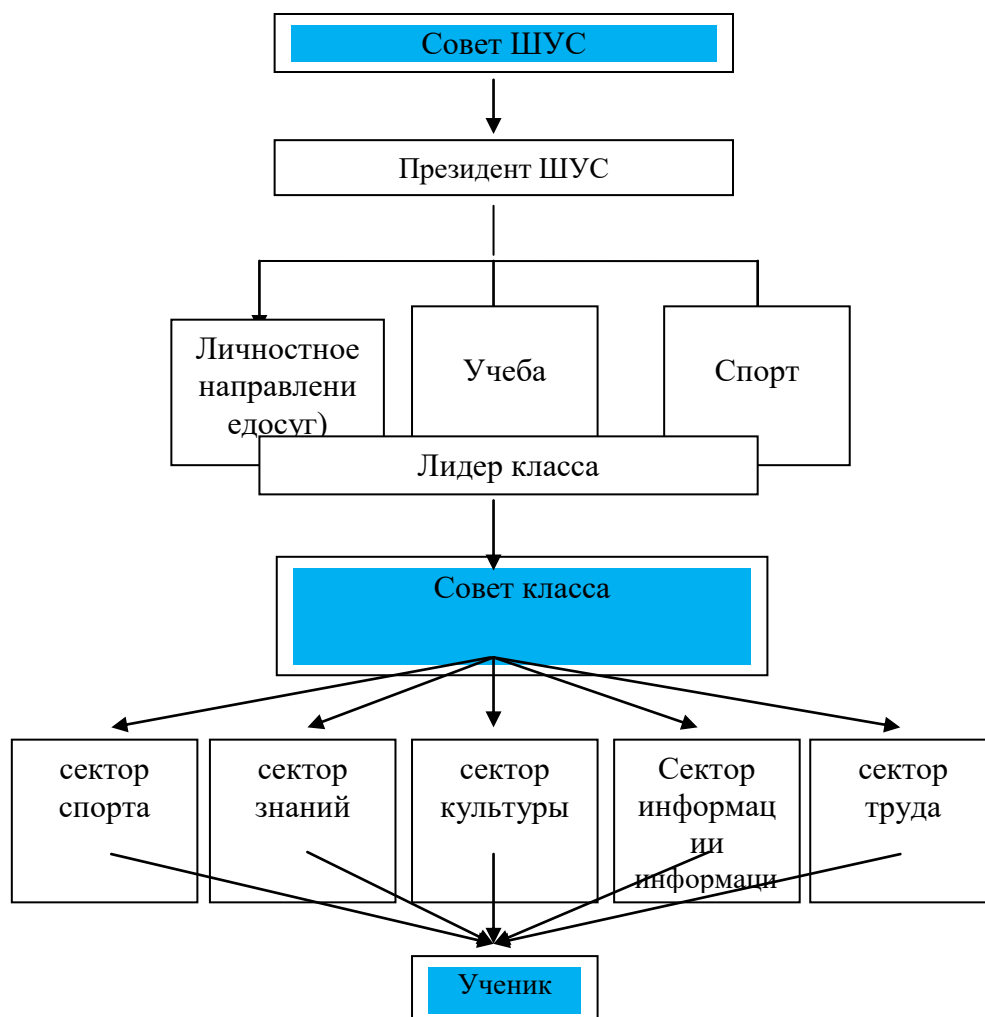 Совет ШУС
Президент ШУС
Личностное
направлени
едосуг)
Учеба
Спорт
Лидер класса
Совет класса
сектор
спорта
сектор
знаний
сектор
культуры
Сектор
информац
ии
информаци
сектор
труда
Ученик